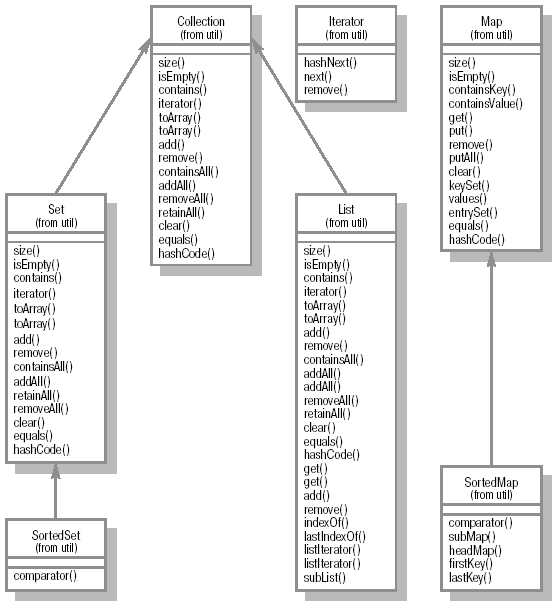 Collection
(from util)
size()
isEmpty()
contains()
iterator()
toArray()
toArray()
add()
remove()
containsAll()
addAll()
removeAll()
retainAll()
clear()
equals()
hashCode()
Iterator
(from util)
hashNext()
next()
remove()
Map
(from util)
size()
isEmpty()
containsKey()
containsValue()
get()
put()
remove()
putAll()
clear()
keySet()
values()
entrySet()
equals()
hashCode()
Set
(from util)
size()
isEmpty()
contains()
iterator()
toArray()
toArray()
add()
remove()
containsAll()
addAll()
retainAll()
removeAll()
clear()
equals()
hashCode()
List
(from util)
size()
isEmpty()
contains()
iterator()
toArray()
toArray()
add()
remove()
containsAll()
addAll()
addAll()
removeAll()
retainAll()
clear()
equals()
hashCode()
get()
get()
add()
remove()
indexOf()
lastIndexOf()
listIterator()
listIterator()
subList()
SortedSet
(from util)
comparator()
SortedMap
(from util)
comparator()
subMap()
headMap()
firstKey()
lastKey()